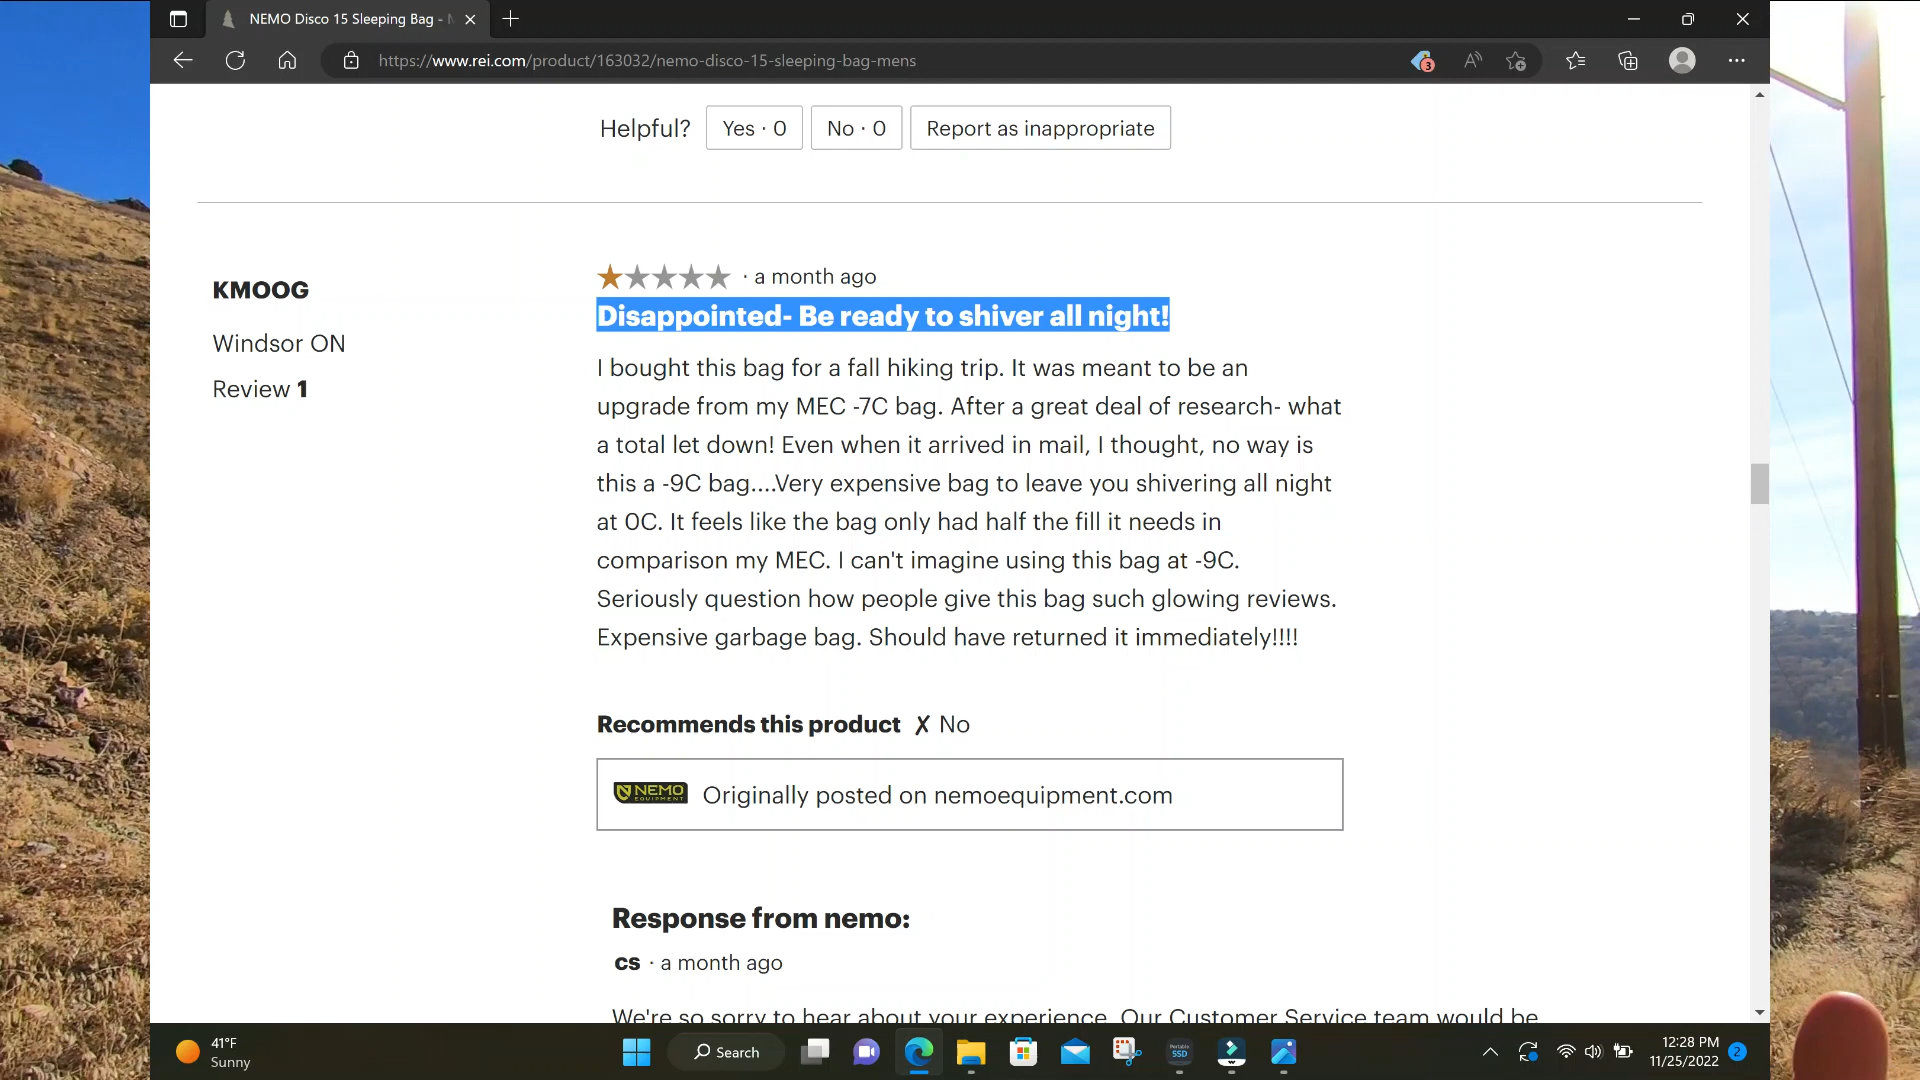 NEMO Disco 15 Sleeping Bag -
https://www.rei.com/product/163032/nemo-disco-15-sleeping-bag-mens
3
Helpful? Yes · 0 No · 0 Report as inappropriate
KMOOG
Windsor ON
Review 1
· a month ago
Disappointed- Be ready to shiver all night!
I bought this bag for a fall hiking trip. It was meant to be an
upgrade from my MEC -7C bag. After a great deal of research- what
a total let down! Even when it arrived in mail, I thought, no way is
this a -9C bag....Very expensive bag to leave you shivering all night
at 0C. It feels like the bag only had half the fill it needs in
comparison my MEC. I can't imagine using this bag at -9C.
Seriously question how people give this bag such glowing reviews.
Expensive garbage bag. Should have returned it immediately!!!!
Recommends this product ✗ No
NEMO EQUIPMENT Originally posted on nemoequipment.com
Response from nemo:
cs · a month ago
We're so sorry to hear about your experience. Our Customer Service team would be
41°F
Sunny
Search
Portable SSD
12:28 PM
11/25/2022
2